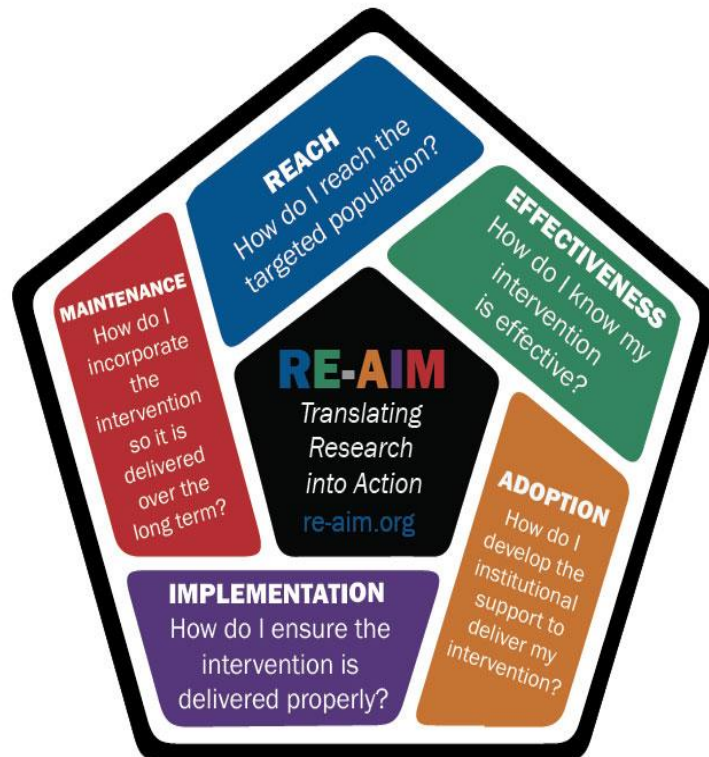 REACH
How do I reach the
targeted population?
EFFECTIVENESS
How do I know my
intervention
is effective?
ADOPTION
How do I
develop the
institutional
support to
deliver my
intervention?
IMPLEMENTATION
How do I ensure the
intervention is
delivered properly?
MAINTENANCE
How do I
incorporate
the
intervention
so it is
delivered
over the
long term?
RE-AIM
Translating
Research
into Action
re-aim.org